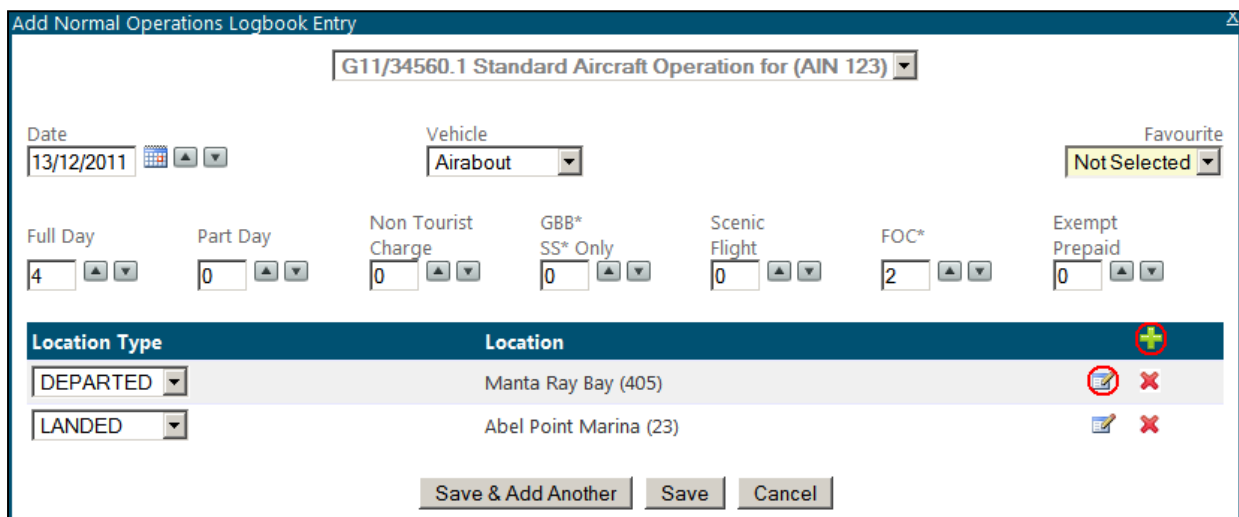 Add Normal Operations Logbook Entry X
G11/34560.1 Standard Aircraft Operation for (AIN 123)
Date Vehicle Favourite
13/12/2011 Airabout Not Selected
Full Day Part Day Non Tourist Charge GBB* SS* Only Scenic Flight FOC* Exempt Prepaid
4 0 0 0 0 2 0
Location Type Location
DEPARTED Manta Ray Bay (405)
LANDED Abel Point Marina (23)
Save & Add Another Save Cancel